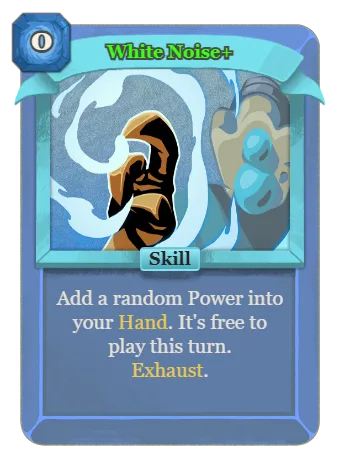 0
White Noise+
Skill
Add a random Power into
your Hand. It's free to
play this turn.
Exhaust.